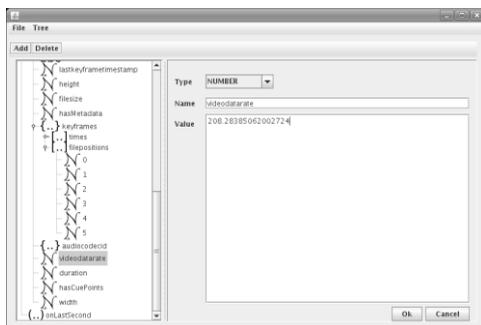 File Tree
Add Delete
lastkeyframetimestamp
height
filesize
hasMetadata
{..} keyframes
[..] times
[..] filepositions
0
1
2
3
4
5
{..} audiocodecid
videodatarate
duration
hasCuePoints
width
{..} onLastSecond
Type NUMBER
Name videodatarate
Value 208.28385062002724
Ok Cancel